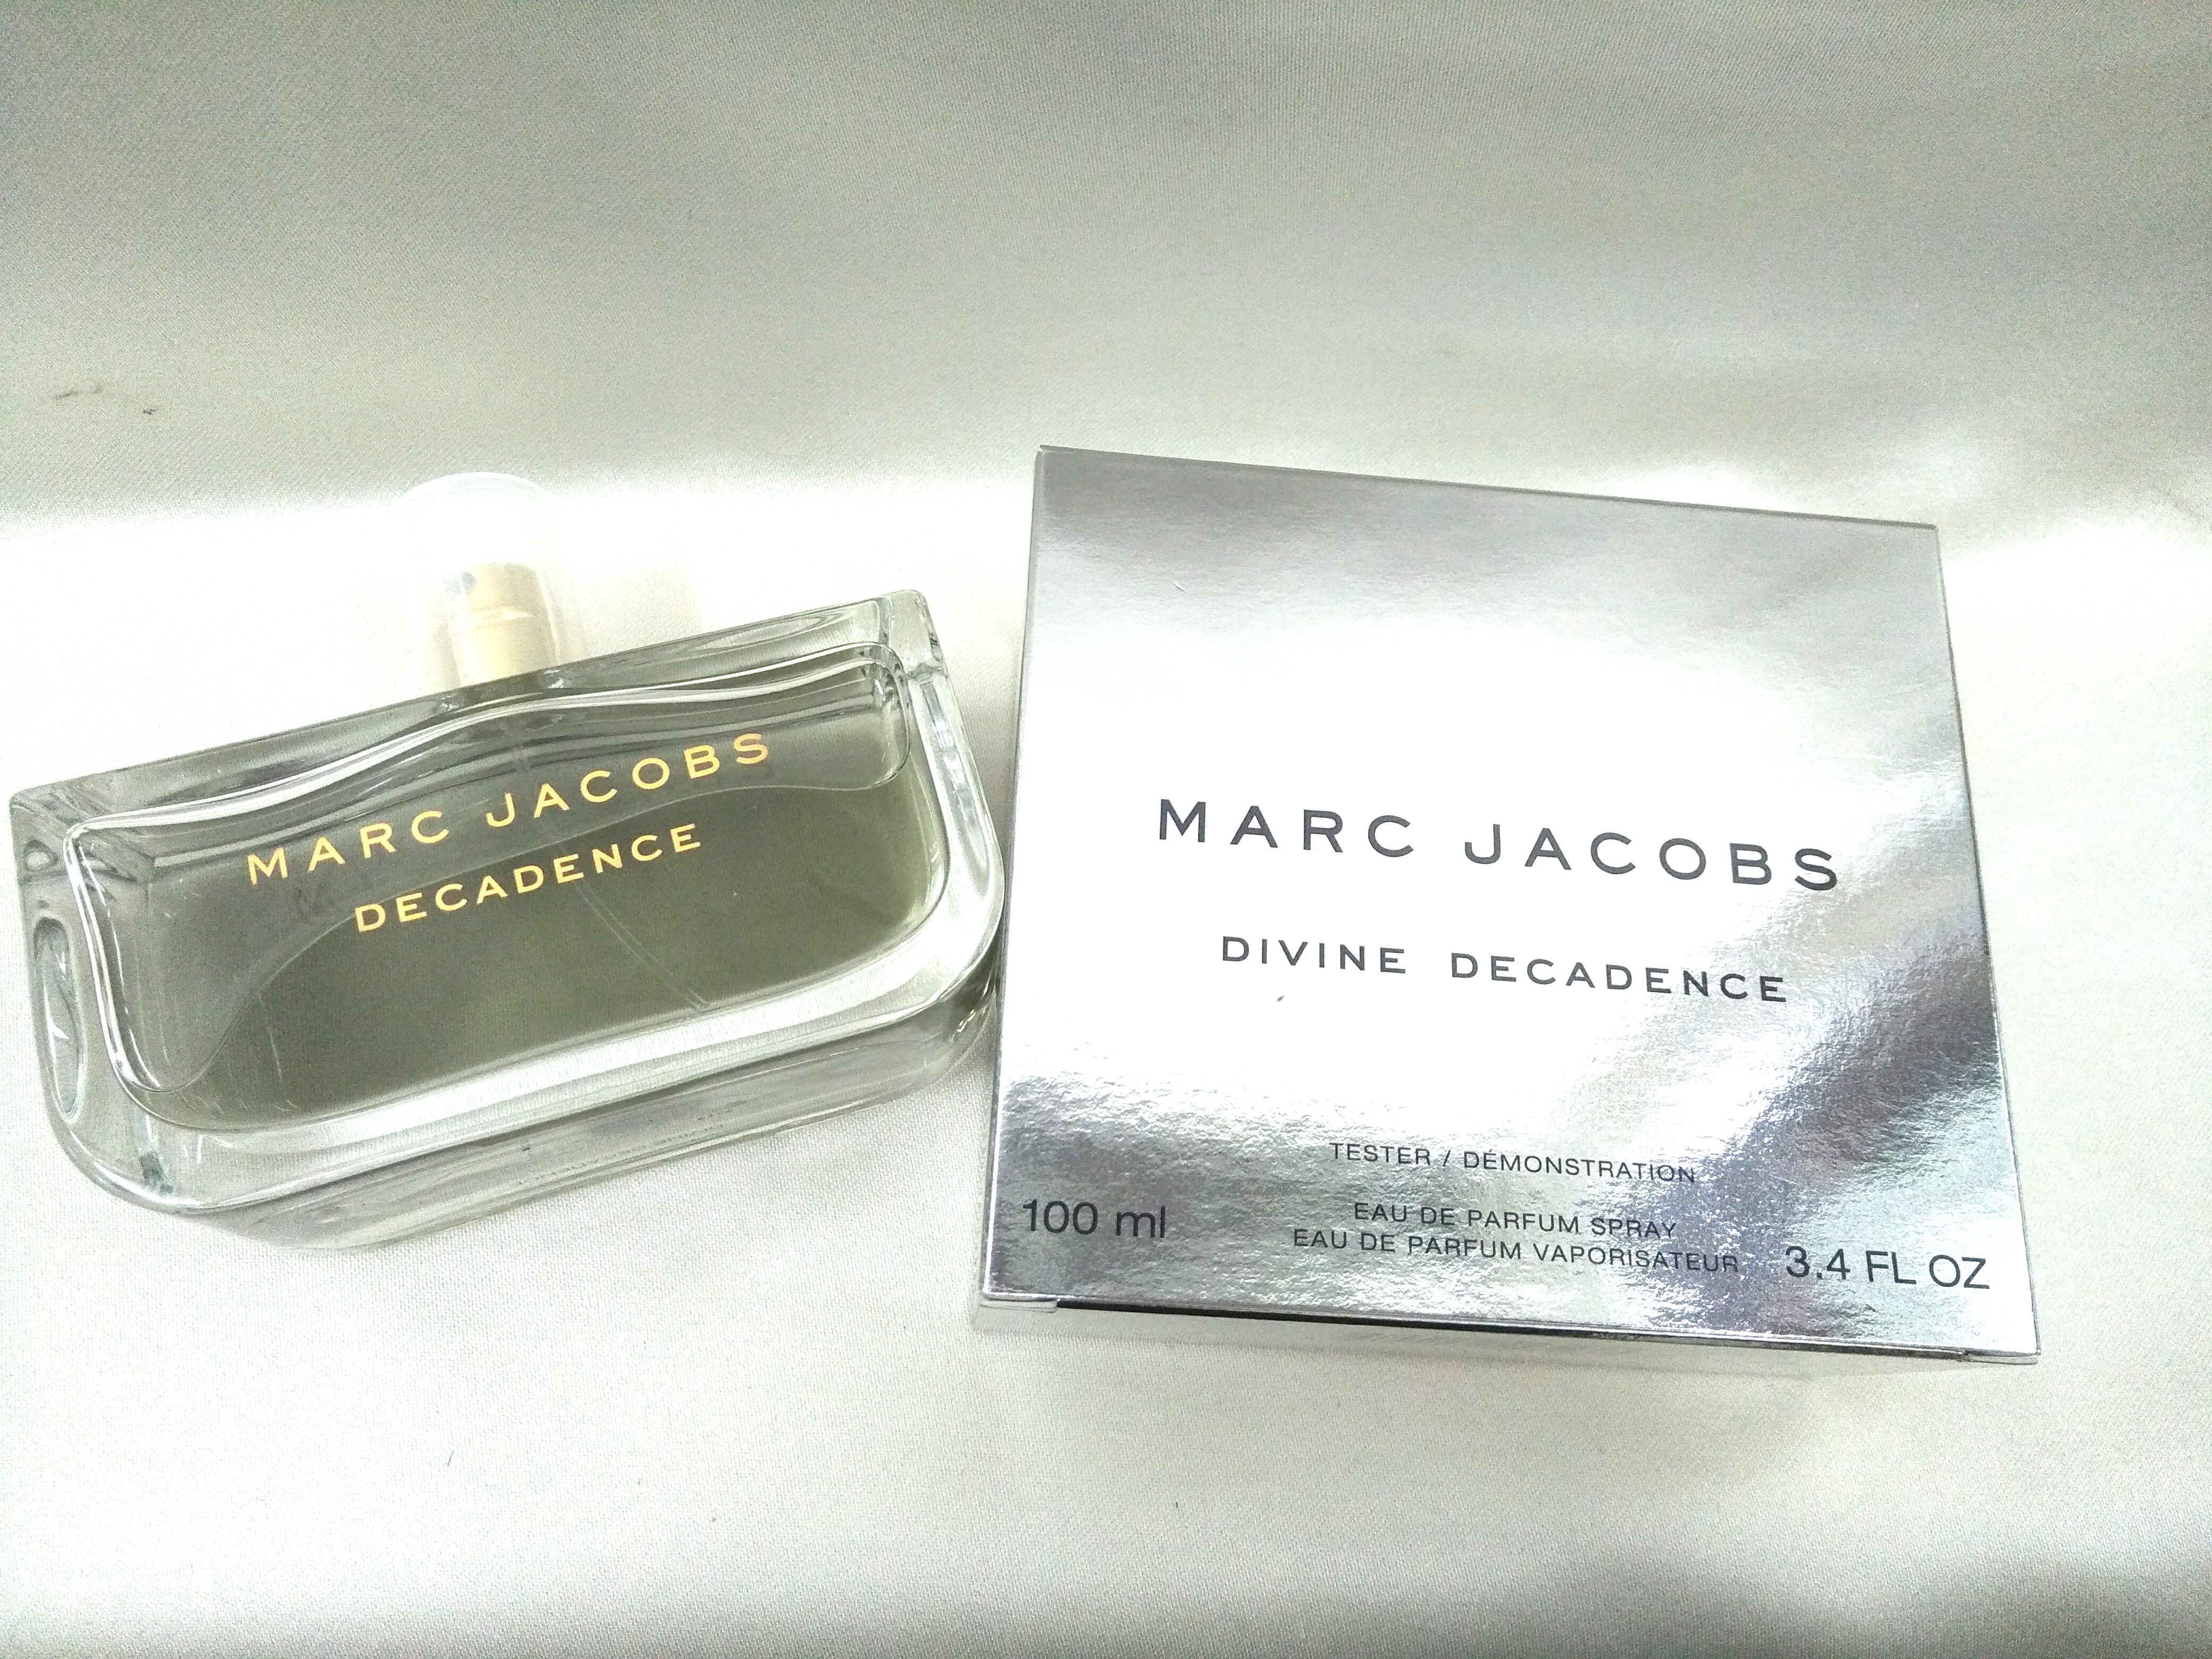 MARC JACOBS
DECADENCE
MARC JACOBS
DIVINE DECADENCE
TESTER / DÉMONSTRATION
100 ml
EAU DE PARFUM SPRAY
EAU DE PARFUM VAPORISATEUR
3.4 FL OZ